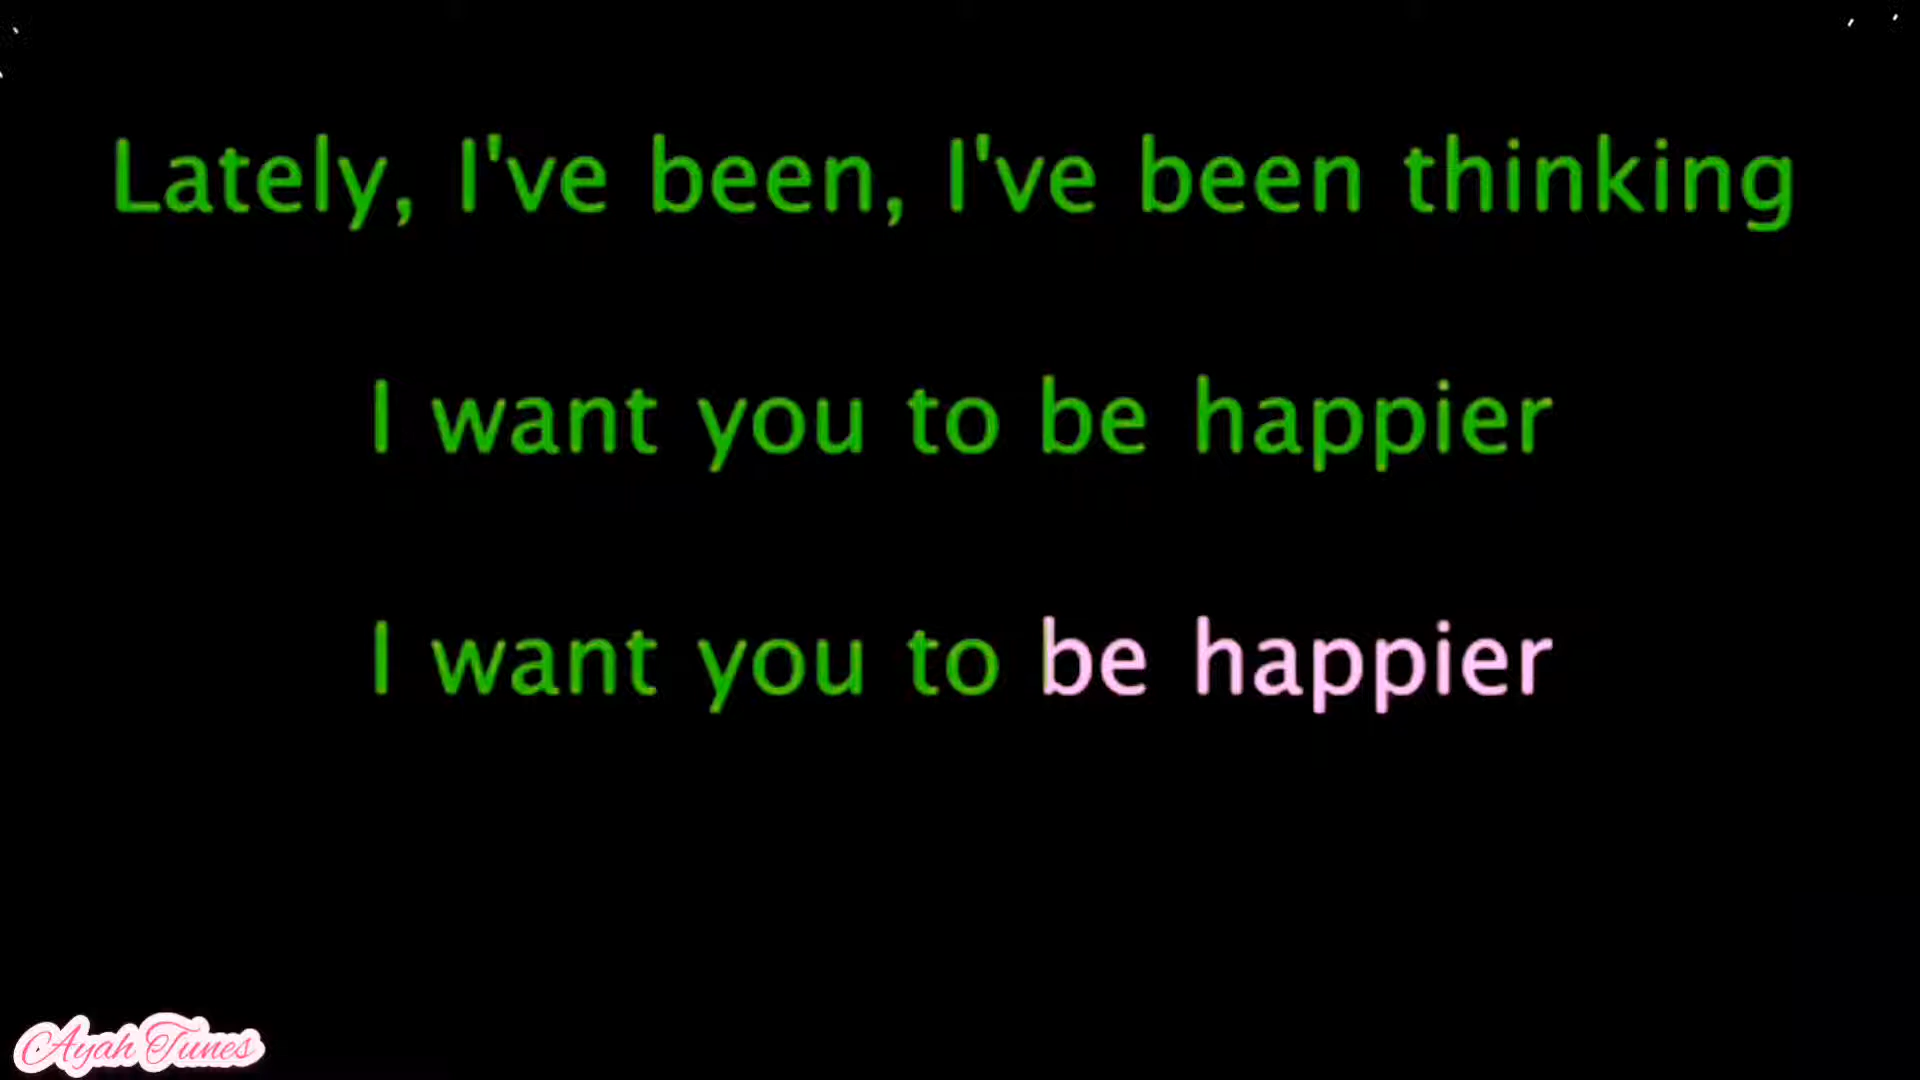 Lately, I've been, I've been thinking
I want you to be happier
I want you to be happier
Ayah Tunes